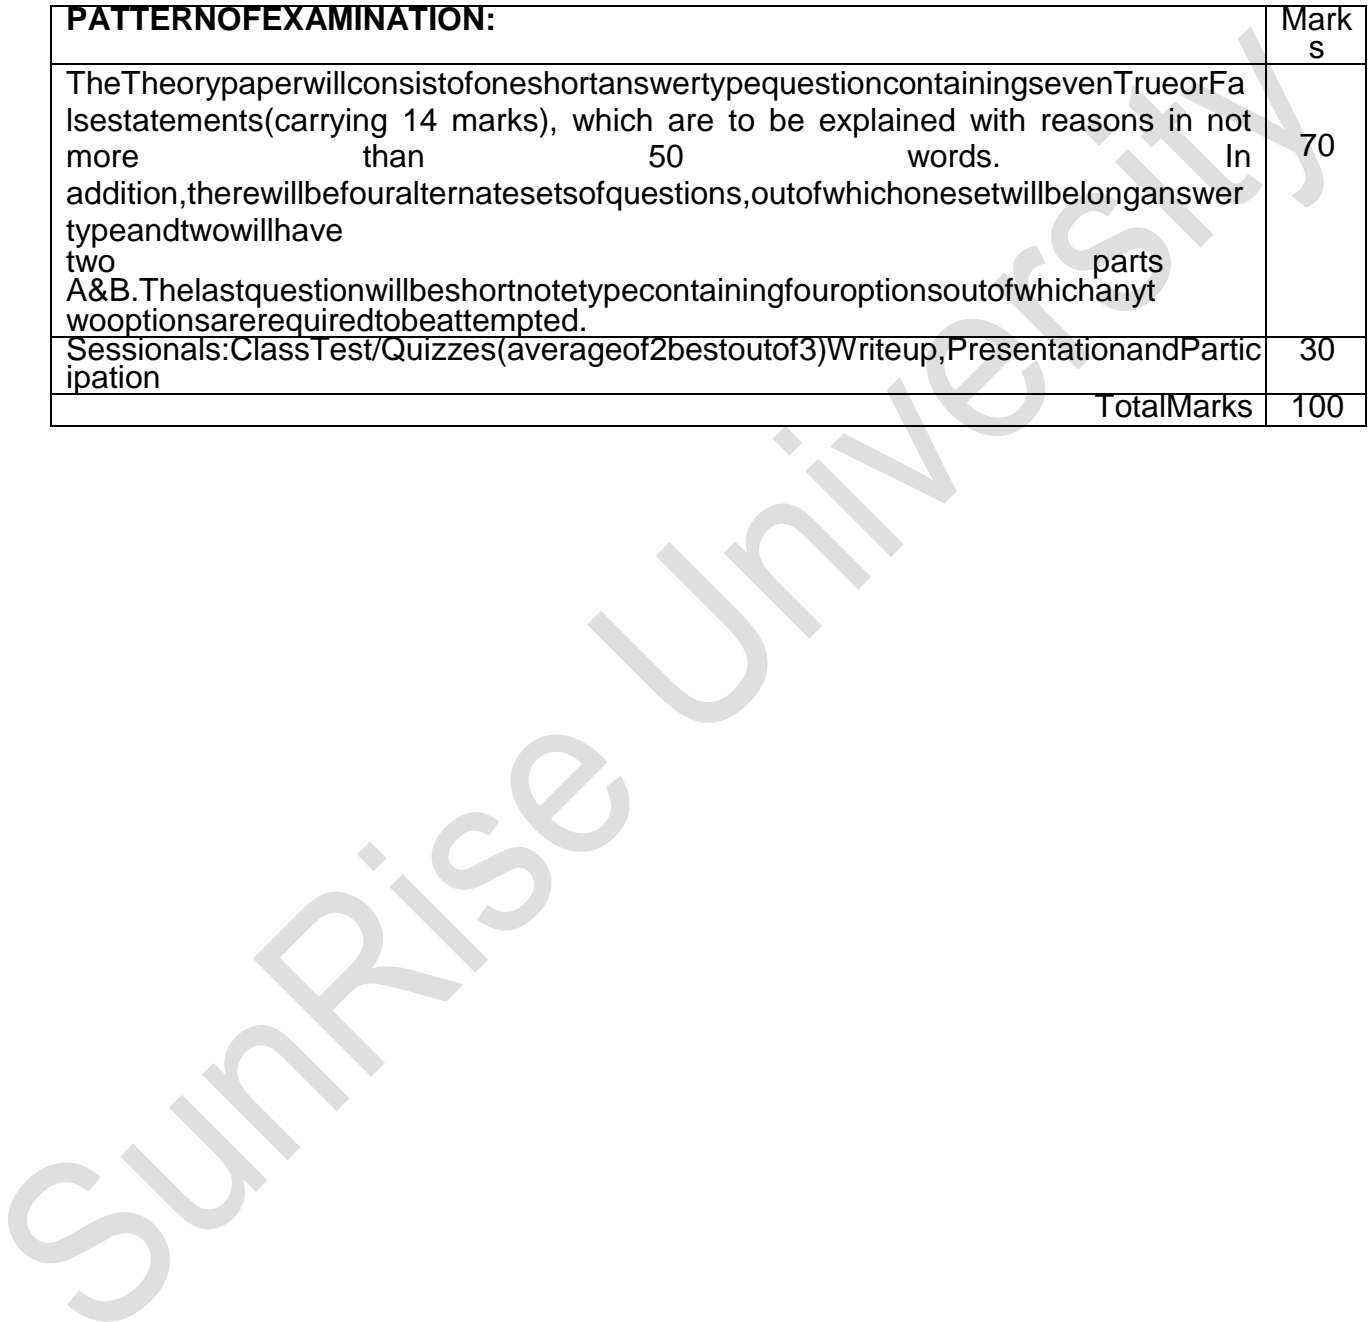 PATTERNOFEXAMINATION:
Mark
s
TheTheorypaperwillconsistofoneshortanswertypequestioncontainingsevenTrueorFa
lsestatements(carrying 14 marks), which are to be explained with reasons in not
more than 50 words. In
addition,therewillbefouralternatesetsofquestions,outofwhichonesetwillbelonganswer
typeandtwowillhave
two parts
A&B.Thelastquestionwillbeshortnotetypecontainingfouroptionsoutofwhichanyt
wooptionsarerequiredtobeattempted.
70
Sessionals:ClassTest/Quizzes(averageof2bestoutof3)Writeup,PresentationandPartic
ipation
30
TotalMarks 100
SunRise University